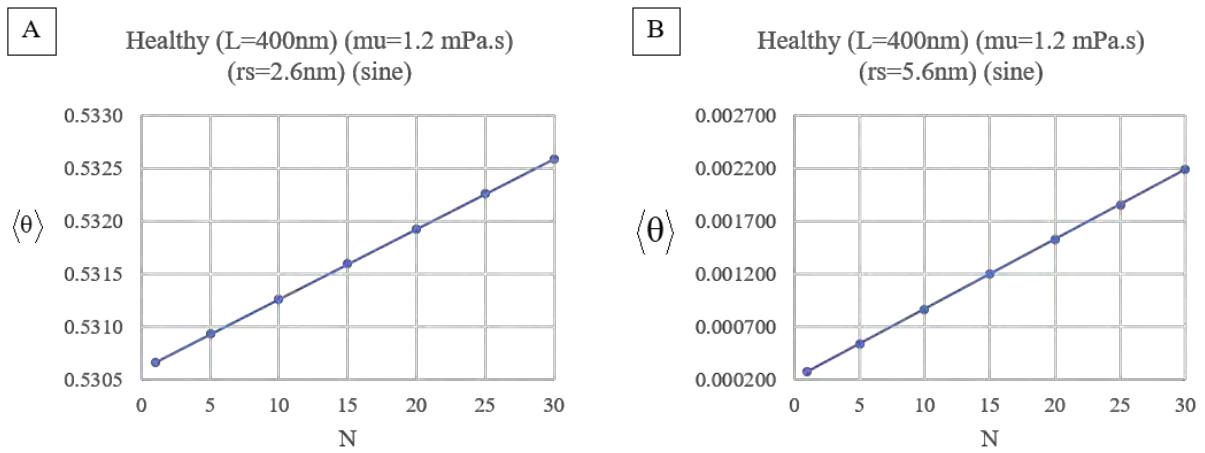 A
Healthy (L=400nm) (mu=1.2 mPa.s)
(rs=2.6nm) (sine)
0.5330
0.5325
0.5320
⟨θ⟩
0.5315
0.5310
0.5305
0 5 10 15 20 25 30
N
B
Healthy (L=400nm) (mu=1.2 mPa.s)
(rs=5.6nm) (sine)
0.002700
0.002200
0.001700
⟨θ⟩
0.001200
0.000700
0.000200
0 5 10 15 20 25 30
N